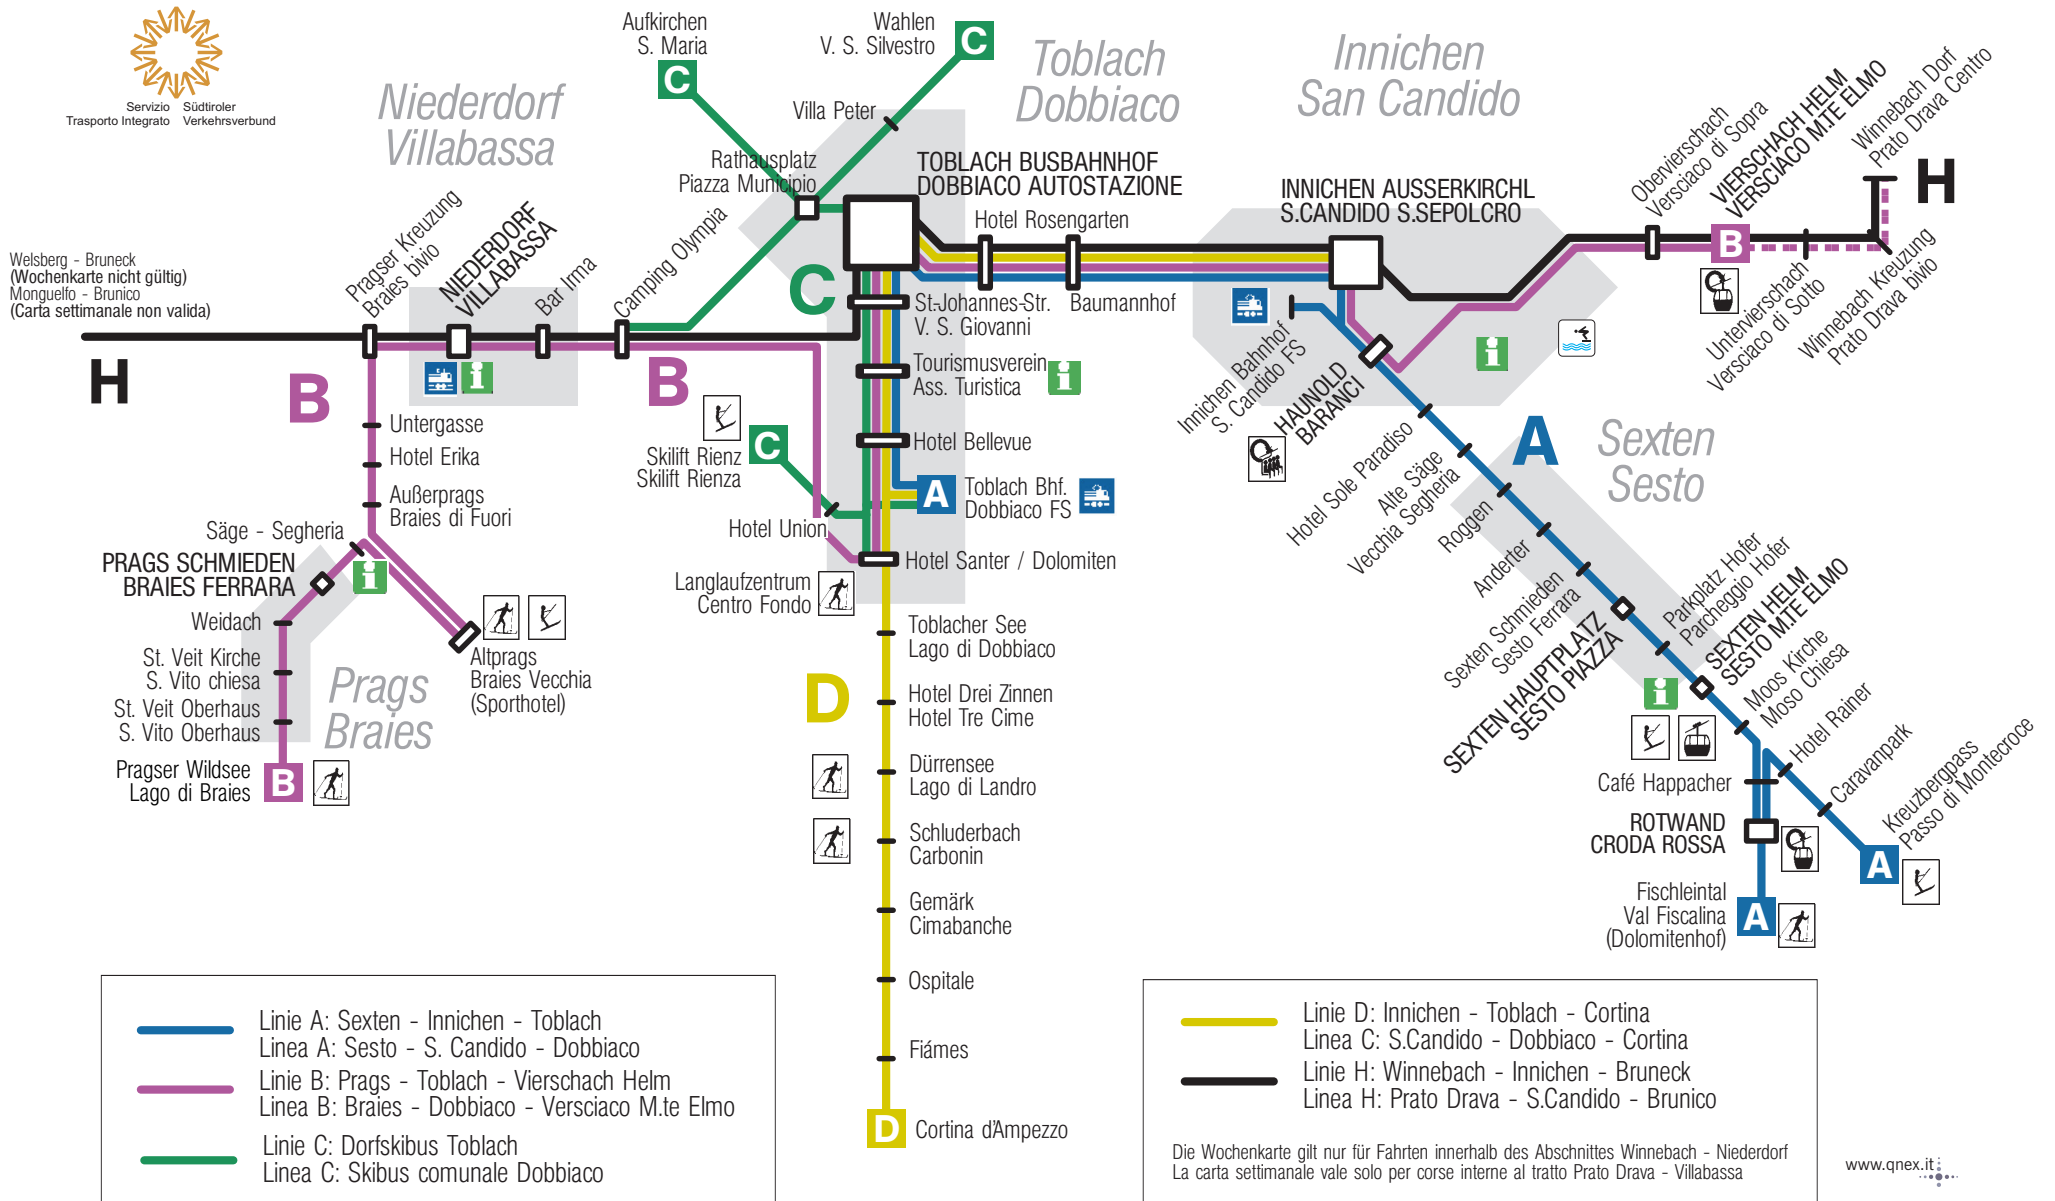 Servizio
Trasporto Integrato
Südtiroler
Verkehrsverbund
Niederdorf
Villabassa
Aufkirchen
S. Maria
C
Wahlen
V. S. Silvestro
C
Villa Peter
Rathausplatz
Piazza Municipio
Toblach
Dobbiaco
Innichen
San Candido
TOBLACH BUSBAHNHOF
DOBBIACO AUTOSTAZIONE
Hotel Rosengarten
Baumannhof
INNICHEN AUSSERKIRCHL
S.CANDIDO S.SEPOLCRO
Obervierschach
Versciaco di Sopra
VIERSCHACH HELM
VERSCIACO M.TE ELMO
B
Winnebach Dorf
Prato Drava Centro
H
Untervierschach
Versciaco di Sotto
Winnebach Kreuzung
Prato Drava bivio
Welsberg - Bruneck
(Wochenkarte nicht gültig)
Monguelfo - Brunico
(Carta settimanale non valida)
H
Pragser Kreuzung
Braies bivio
NIEDERDORF
VILLABASSA
i
Bar Irma
Camping Olympia
B
B
C
St-Johannes-Str.
V. S. Giovanni
Tourismusverein
Ass. Turistica
i
Hotel Bellevue
A
Toblach Bhf.
Dobbiaco FS
Skilift Rienz
Skilift Rienza
C
Hotel Union
Hotel Santer / Dolomiten
Langlaufzentrum
Centro Fondo
Untergasse
Hotel Erika
Außerprags
Braies di Fuori
Säge - Segheria
PRAGS SCHMIEDEN
BRAIES FERRARA
i
Weidach
St. Veit Kirche
S. Vito chiesa
St. Veit Oberhaus
S. Vito Oberhaus
Pragser Wildsee
Lago di Braies
B
Prags
Braies
Altprags
Braies Vecchia
(Sporthotel)
D
Toblacher See
Lago di Dobbiaco
Hotel Drei Zinnen
Hotel Tre Cime
Dürrensee
Lago di Landro
Schluderbach
Carbonin
Gemärk
Cimabanche
Ospitale
Fiámes
D
Cortina d'Ampezzo
Innichen Bahnhof
S. Candido FS
HAUNOLD
BARANCI
i
A
Sexten
Sesto
Hotel Sole Paradiso
Alte Säge
Vecchia Segheria
Roggen
Anderter
Sexten Schmieden
Sesto Ferrara
SEXTEN HAUPTPLATZ
SESTO PIAZZA
Parkplatz Hofer
Parcheggio Hofer
SEXTEN HELM
SESTO M.TE ELMO
i
Moos Kirche
Moso Chiesa
Hotel Rainer
Caravanpark
Kreuzbergpass
Passo di Montecroce
A
Café Happacher
ROTWAND
CRODA ROSSA
Fischleintal
Val Fiscalina
(Dolomitenhof)
A
Linie A: Sexten - Innichen - Toblach
Linea A: Sesto - S. Candido - Dobbiaco
Linie B: Prags - Toblach - Vierschach Helm
Linea B: Braies - Dobbiaco - Versciaco M.te Elmo
Linie C: Dorfskibus Toblach
Linea C: Skibus comunale Dobbiaco
Linie D: Innichen - Toblach - Cortina
Linea C: S.Candido - Dobbiaco - Cortina
Linie H: Winnebach - Innichen - Bruneck
Linea H: Prato Drava - S.Candido - Brunico
Die Wochenkarte gilt nur für Fahrten innerhalb des Abschnittes Winnebach - Niederdorf
La carta settimanale vale solo per corse interne al tratto Prato Drava - Villabassa
www.qnex.it